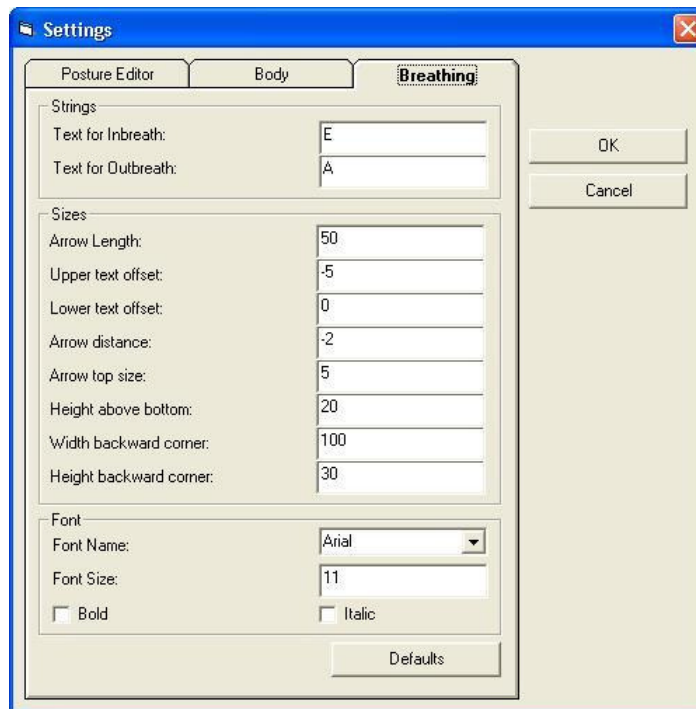 Settings
Posture Editor Body Breathing
Strings
Text for Inbreath: E
Text for Outbreath: A
OK
Cancel
Sizes
Arrow Length: 50
Upper text offset: -5
Lower text offset: 0
Arrow distance: -2
Arrow top size: 5
Height above bottom: 20
Width backward corner: 100
Height backward corner: 30
Font
Font Name: Arial
Font Size: 11
Bold Italic
Defaults